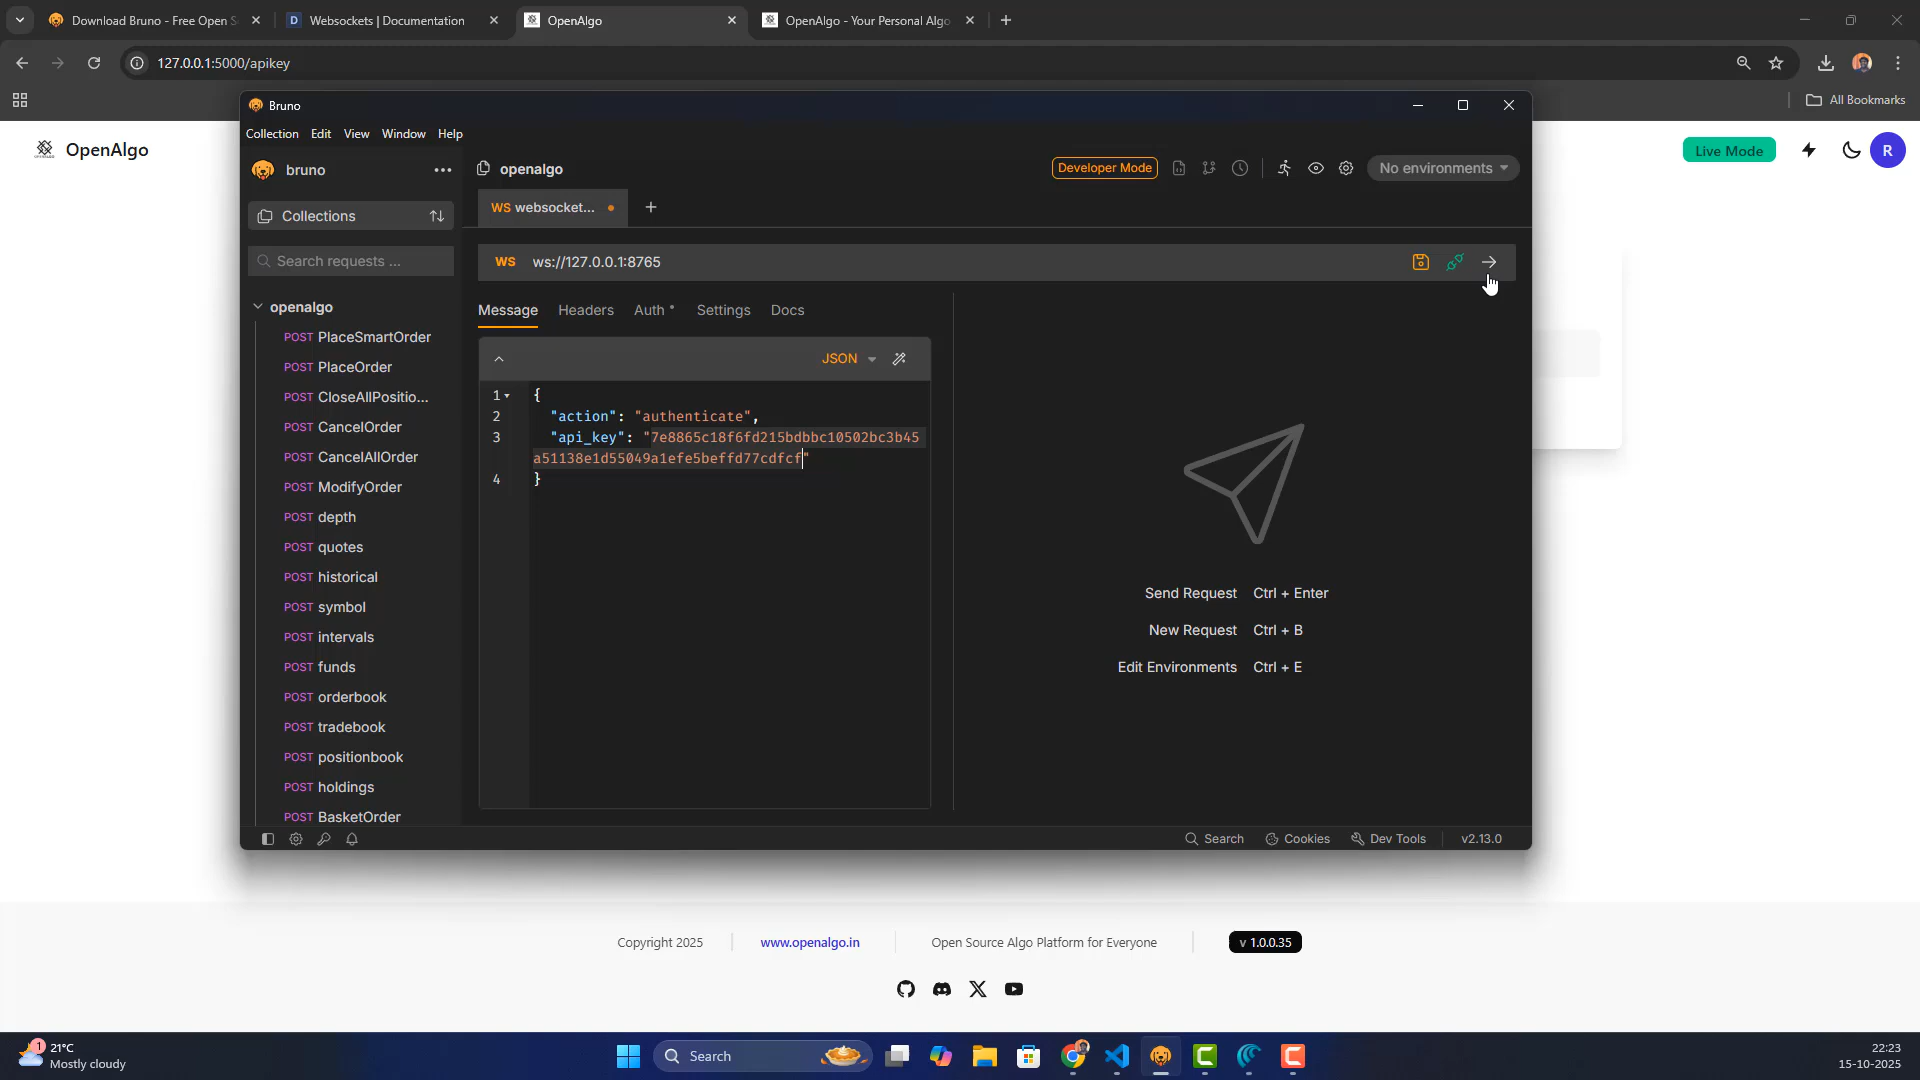 Download Bruno - Free Open S
Websockets | Documentation
OpenAlgo
OpenAlgo - Your Personal Algo
127.0.0.1:5000/apikey
All Bookmarks
OpenAlgo
Live Mode
R
Bruno
Collection Edit View Window Help
bruno
openalgo
Developer Mode
No environments
Collections
WS websocket...
Search requests ...
WS ws://127.0.0.1:8765
Message Headers Auth * Settings Docs
JSON
openalgo
POST PlaceSmartOrder
POST PlaceOrder
POST CloseAllPositio...
POST CancelOrder
POST CancelAllOrder
POST ModifyOrder
POST depth
POST quotes
POST historical
POST symbol
POST intervals
POST funds
POST orderbook
POST tradebook
POST positionbook
POST holdings
POST BasketOrder
1 {
2 "action": "authenticate",
3 "api_key": "7e8865c18f6fd215bdbbc10502bc3b45
a51138e1d55049a1efe5beffd77cdfcf"
4 }
Send Request Ctrl + Enter
New Request Ctrl + B
Edit Environments Ctrl + E
Search Cookies Dev Tools v2.13.0
Copyright 2025 www.openalgo.in Open Source Algo Platform for Everyone v 1.0.0.35
1
21°C
Mostly cloudy
Search
22:23
15-10-2025